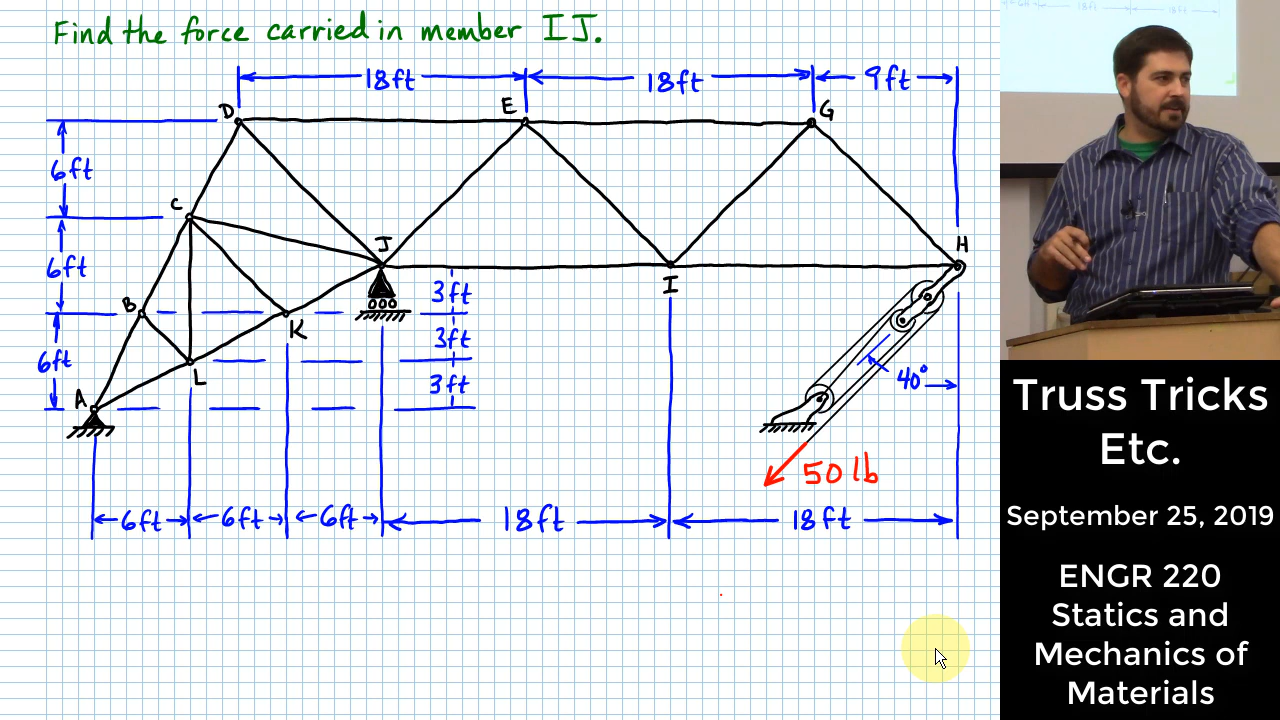 Find the force carried in member IJ.
18ft 18ft 9ft
D E G
6ft
C
6ft
J H
3ft I
B K
3ft
6ft L 40°
3ft
A
50 lb
6ft 6ft 6ft 18ft 18ft
Truss Tricks
Etc.
September 25, 2019
ENGR 220
Statics and
Mechanics of
Materials